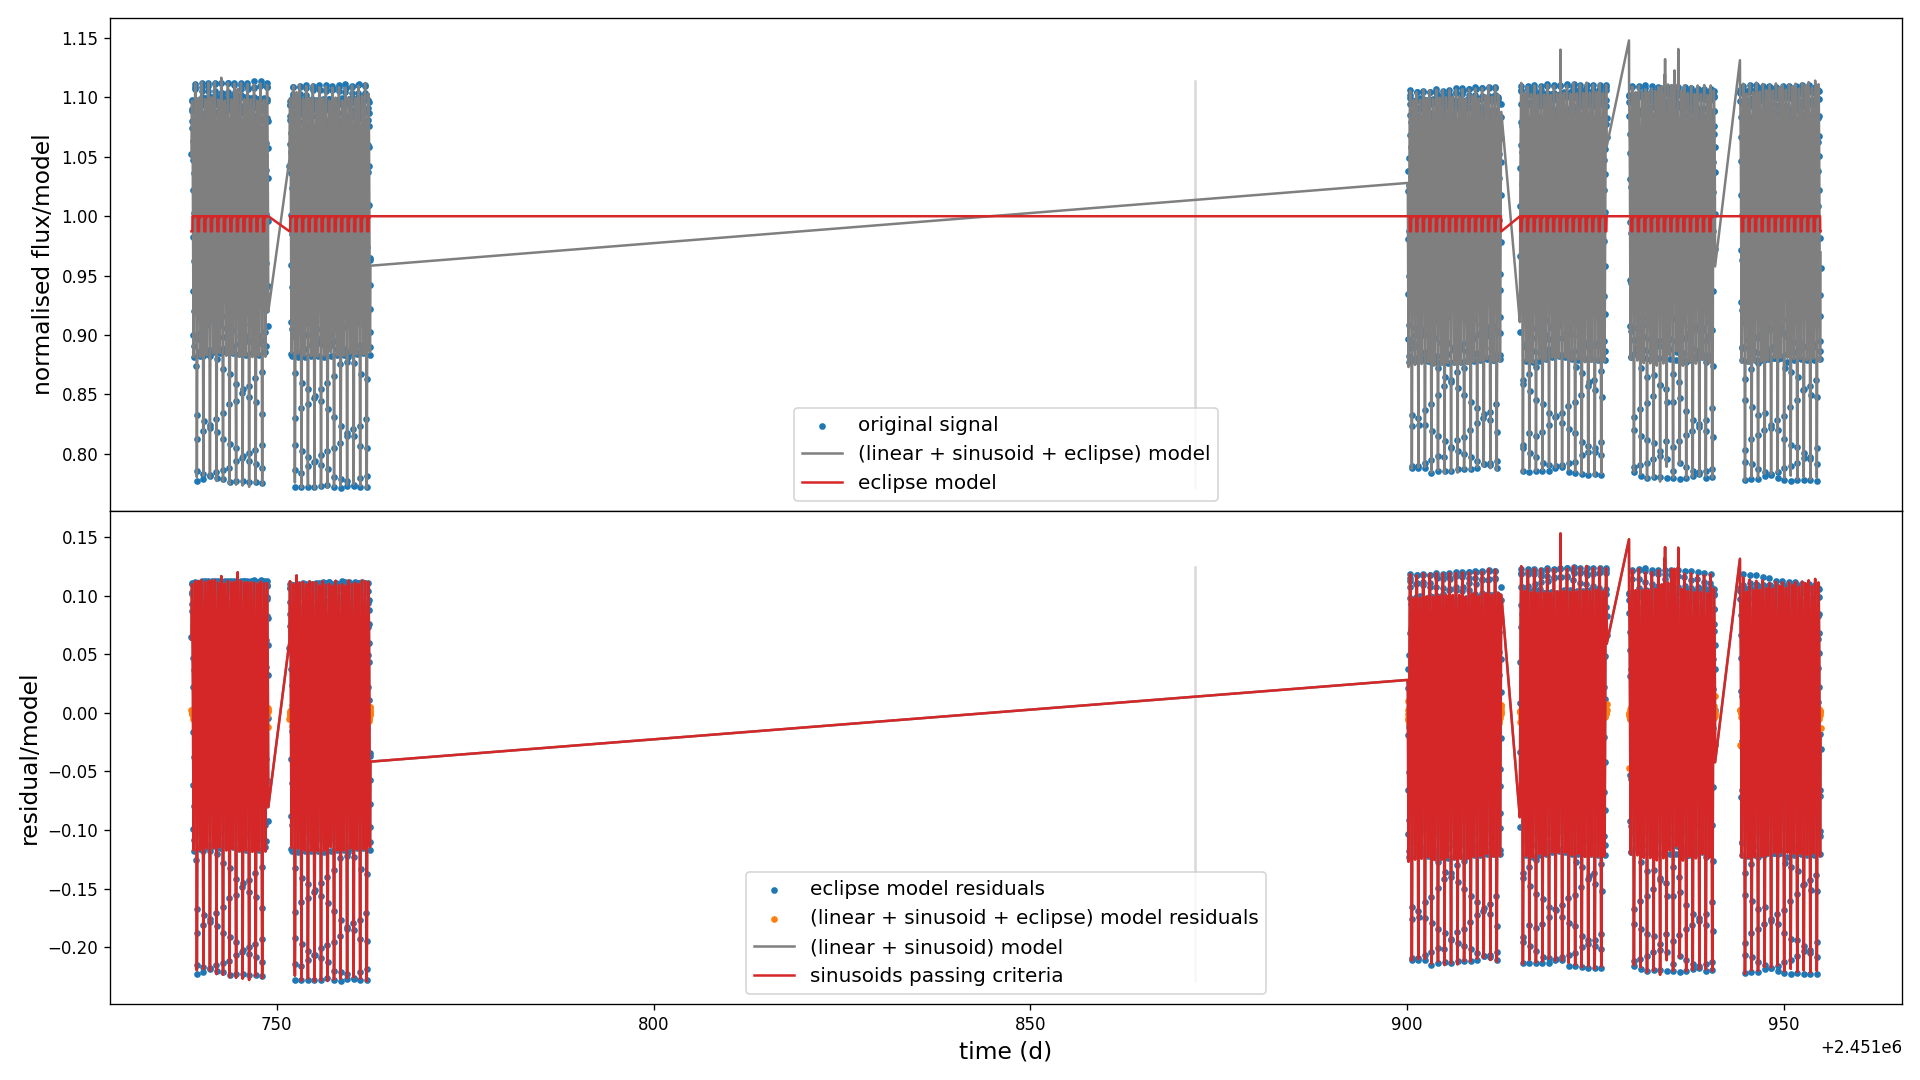 1.15
1.10
1.05
1.00
0.95
0.90
0.85
0.80
normalised flux/model
original signal
(linear + sinusoid + eclipse) model
eclipse model
0.15
0.10
0.05
0.00
−0.05
−0.10
−0.15
−0.20
residual/model
eclipse model residuals
(linear + sinusoid + eclipse) model residuals
(linear + sinusoid) model
sinusoids passing criteria
750 800 850 900 950
time (d)
+2.451e6